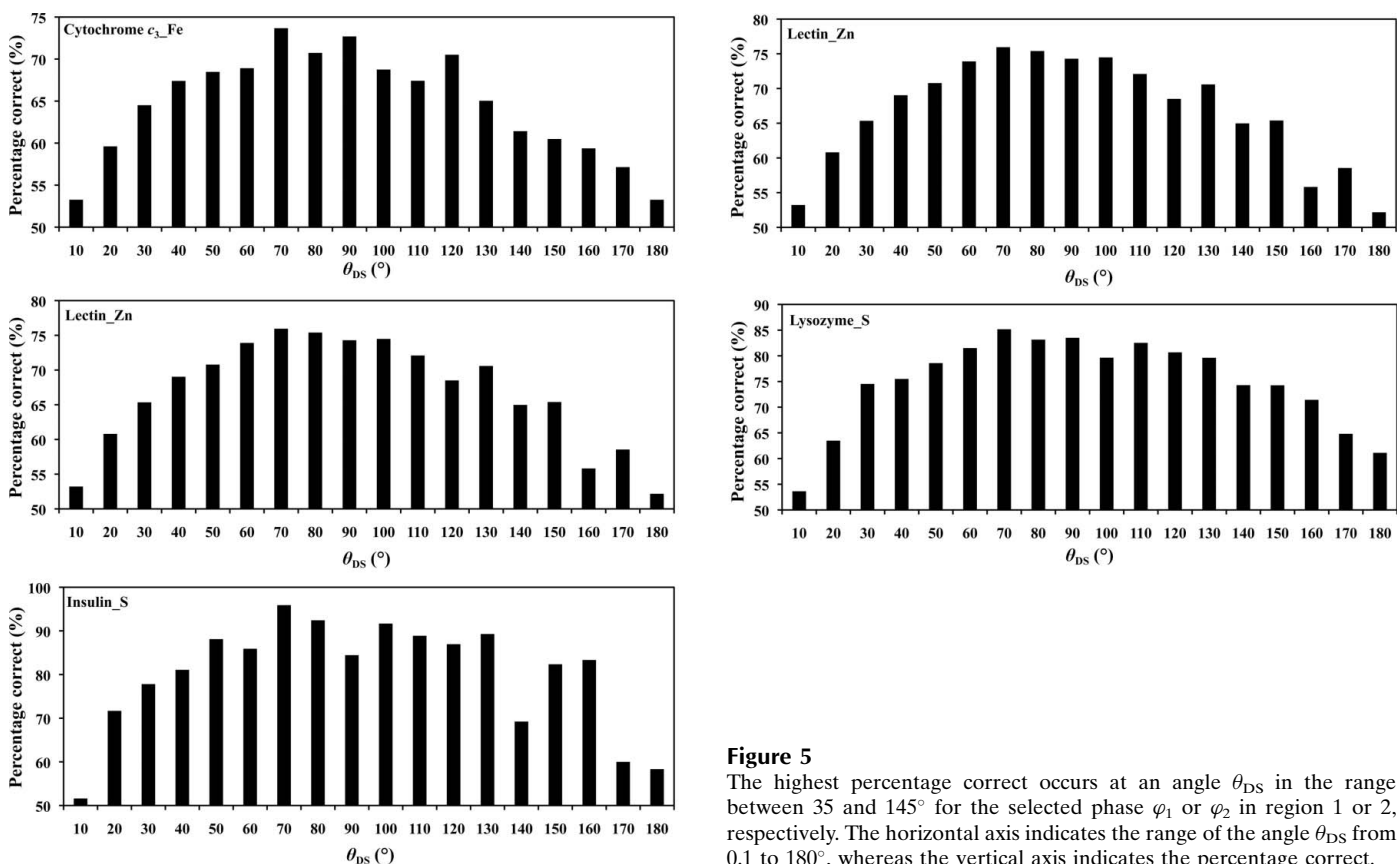 Cytochrome c₃_Fe
Percentage correct (%)
75
70
65
60
55
50
10 20 30 40 50 60 70 80 90 100 110 120 130 140 150 160 170 180
θDS (°)
Lectin_Zn
Percentage correct (%)
80
75
70
65
60
55
50
10 20 30 40 50 60 70 80 90 100 110 120 130 140 150 160 170 180
θDS (°)
Lectin_Zn
Percentage correct (%)
80
75
70
65
60
55
50
10 20 30 40 50 60 70 80 90 100 110 120 130 140 150 160 170 180
θDS (°)
Lysozyme_S
Percentage correct (%)
90
85
80
75
70
65
60
55
50
10 20 30 40 50 60 70 80 90 100 110 120 130 140 150 160 170 180
θDS (°)
Insulin_S
Percentage correct (%)
100
90
80
70
60
50
10 20 30 40 50 60 70 80 90 100 110 120 130 140 150 160 170 180
θDS (°)
Figure 5
The highest percentage correct occurs at an angle θDS in the range
between 35 and 145° for the selected phase φ₁ or φ₂ in region 1 or 2,
respectively. The horizontal axis indicates the range of the angle θDS from
0.1 to 180°, whereas the vertical axis indicates the percentage correct.